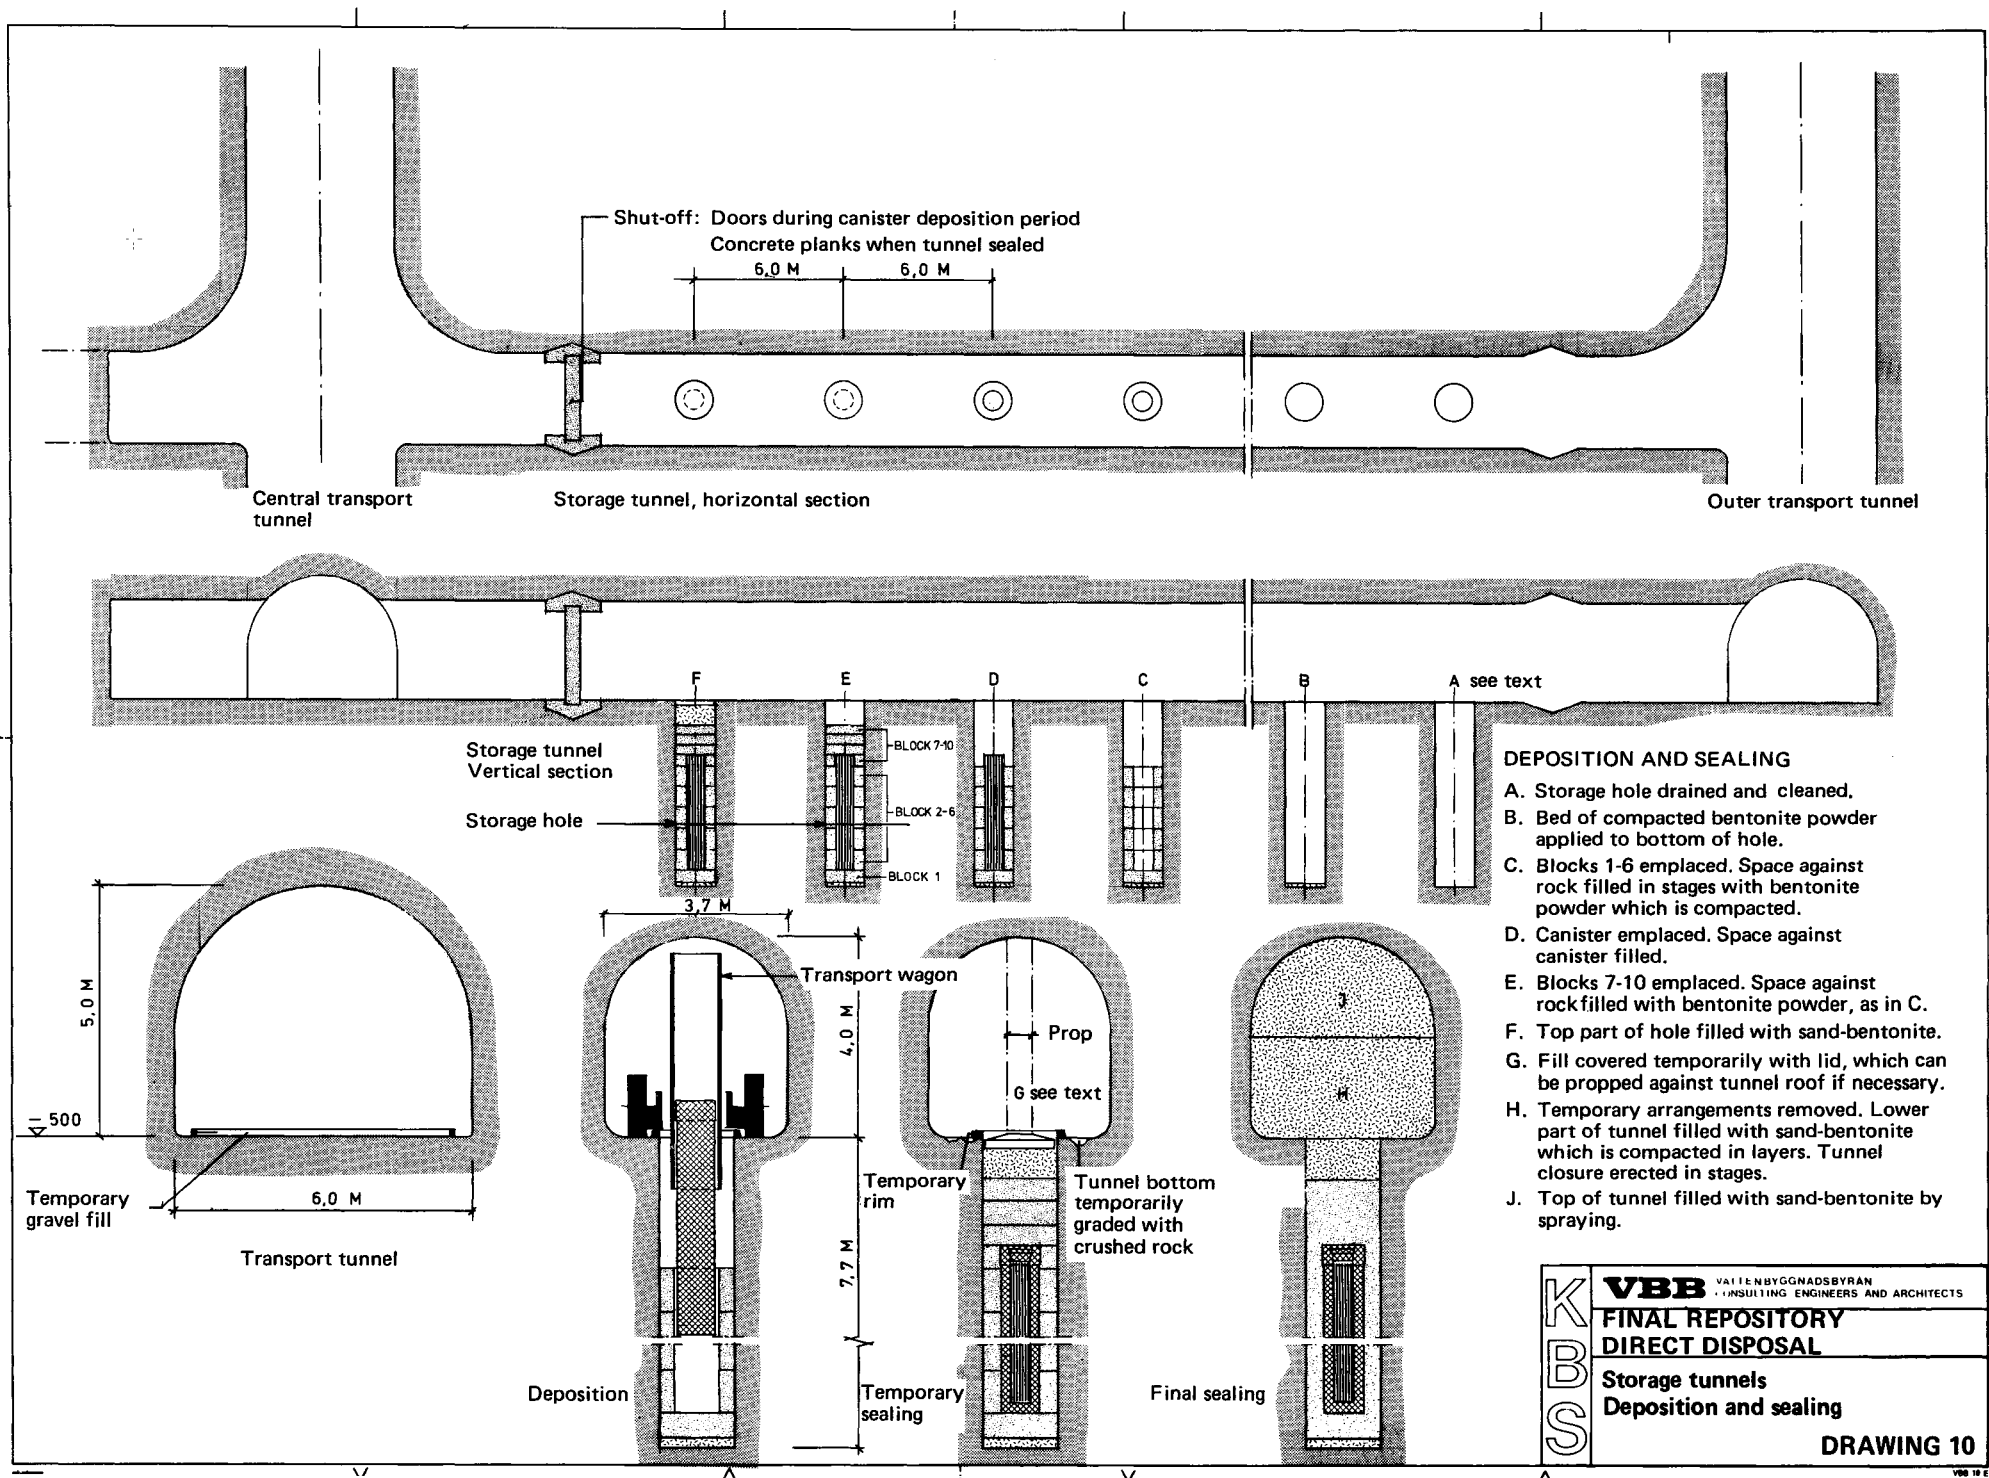 Shut-off: Doors during canister deposition period
Concrete planks when tunnel sealed
6,0 M
6,0 M
Central transport
tunnel
Storage tunnel, horizontal section
Outer transport tunnel
F
E
D
C
B
A see text
Storage tunnel
Vertical section
BLOCK 7-10
BLOCK 2-6
BLOCK 1
Storage hole
DEPOSITION AND SEALING
A. Storage hole drained and cleaned.
B. Bed of compacted bentonite powder
applied to bottom of hole.
C. Blocks 1-6 emplaced. Space against
rock filled in stages with bentonite
powder which is compacted.
D. Canister emplaced. Space against
canister filled.
E. Blocks 7-10 emplaced. Space against
rock filled with bentonite powder, as in C.
F. Top part of hole filled with sand-bentonite.
G. Fill covered temporarily with lid, which can
be propped against tunnel roof if necessary.
H. Temporary arrangements removed. Lower
part of tunnel filled with sand-bentonite
which is compacted in layers. Tunnel
closure erected in stages.
J. Top of tunnel filled with sand-bentonite by
spraying.
3,7 M
5,0 M
4,0 M
Transport wagon
Prop
G see text
J
H
– 500
Temporary
gravel fill
6,0 M
Transport tunnel
Temporary
rim
Tunnel bottom
temporarily
graded with
crushed rock
7,7 M
Deposition
Temporary
sealing
Final sealing
KBS
VBB
VATTENBYGGNADSBYRÅN
CONSULTING ENGINEERS AND ARCHITECTS
FINAL REPOSITORY
DIRECT DISPOSAL
Storage tunnels
Deposition and sealing
DRAWING 10
VBB 10 E